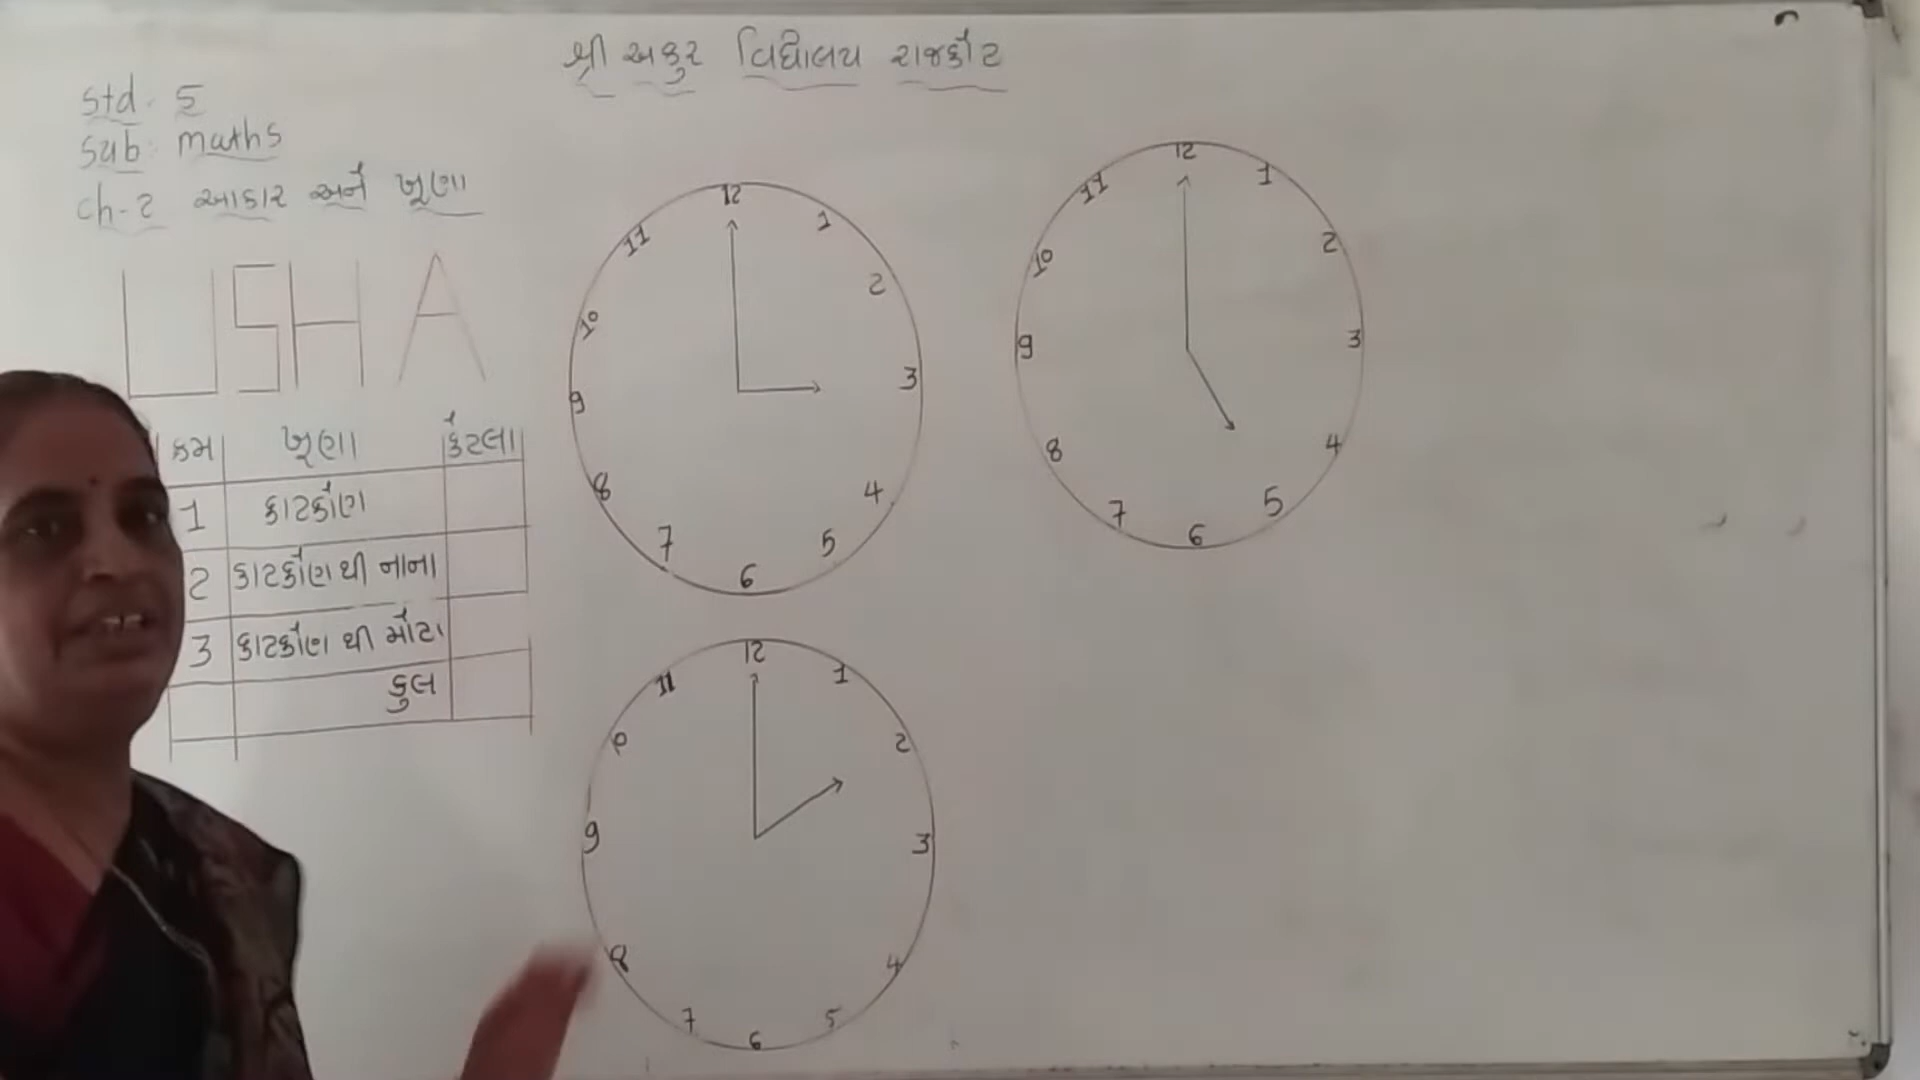 શ્રી અકુર વિદ્યાલય રાજકોટ
Std. 5
Sub: maths
Ch-2 આકાર અને ખૂણા
USHA
ક્રમ ખૂણા કેટલા
1 કાટકોણ
2 કાટકોણ થી નાના
3 કાટકોણ થી મોટા
કુલ
12
11 1
10 2
9 3
8 4
7 5
6
12
11 1
10 2
9 3
8 4
7 5
6
12
11 1
2
9 3
8 4
7 5
6